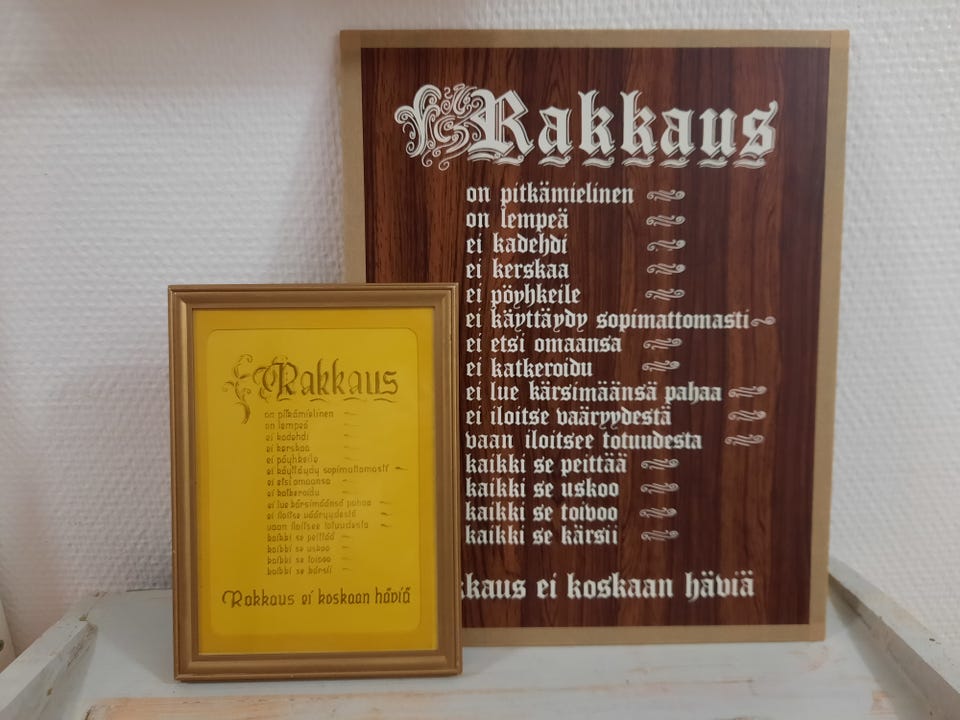 Rakkaus
on pitkämielinen
on lempeä
ei kadehdi
ei kerskaa
ei pöyhkeile
ei käyttäydy sopimattomasti
ei etsi omaansa
ei katkeroidu
ei lue kärsimäänsä pahaa
ei iloitse vääryydestä
vaan iloitsee totuudesta
kaikki se peittää
kaikki se uskoo
kaikki se toivoo
kaikki se kärsii
Rakkaus ei koskaan häviä
Rakkaus
on pitkämielinen
on lempeä
ei kadehdi
ei kerskaa
ei pöyhkeile
ei käyttäydy sopimattomasti
ei etsi omaansa
ei katkeroidu
ei lue kärsimäänsä pahaa
ei iloitse vääryydestä
vaan iloitsee totuudesta
kaikki se peittää
kaikki se uskoo
kaikki se toivoo
kaikki se kärsii
kkaus ei koskaan häviä